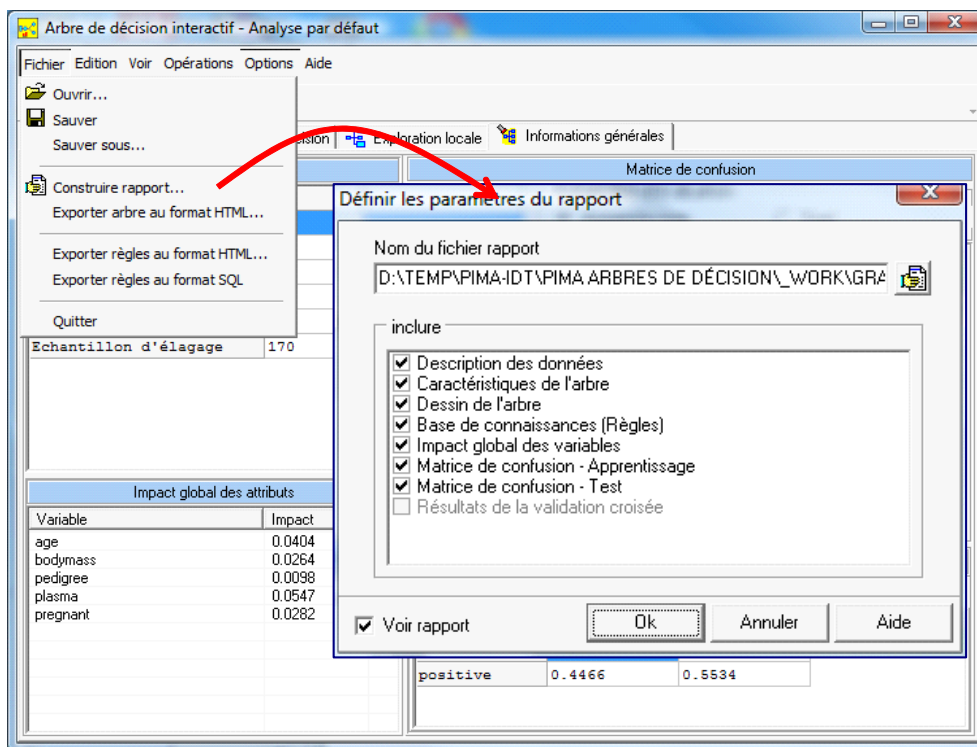 Arbre de décision interactif - Analyse par défaut
Fichier Edition Voir Opérations Options Aide
Ouvrir...
Sauver
Sauver sous...
Construire rapport...
Exporter arbre au format HTML...
Exporter règles au format HTML...
Exporter règles au format SQL
Quitter
Exploration locale Informations générales
Matrice de confusion
Echantillon d'élagage 170
Impact global des attributs
Variable Impact
age 0.0404
bodymass 0.0264
pedigree 0.0098
plasma 0.0547
pregnant 0.0282
Définir les paramètres du rapport
Nom du fichier rapport
D:\TEMP\PIMA-IDT\PIMA ARBRES DE DÉCISION\_WORK\GRA
inclure
Description des données
Caractéristiques de l'arbre
Dessin de l'arbre
Base de connaissances (Règles)
Impact global des variables
Matrice de confusion - Apprentissage
Matrice de confusion - Test
Résultats de la validation croisée
Voir rapport Ok Annuler Aide
positive 0.4466 0.5534